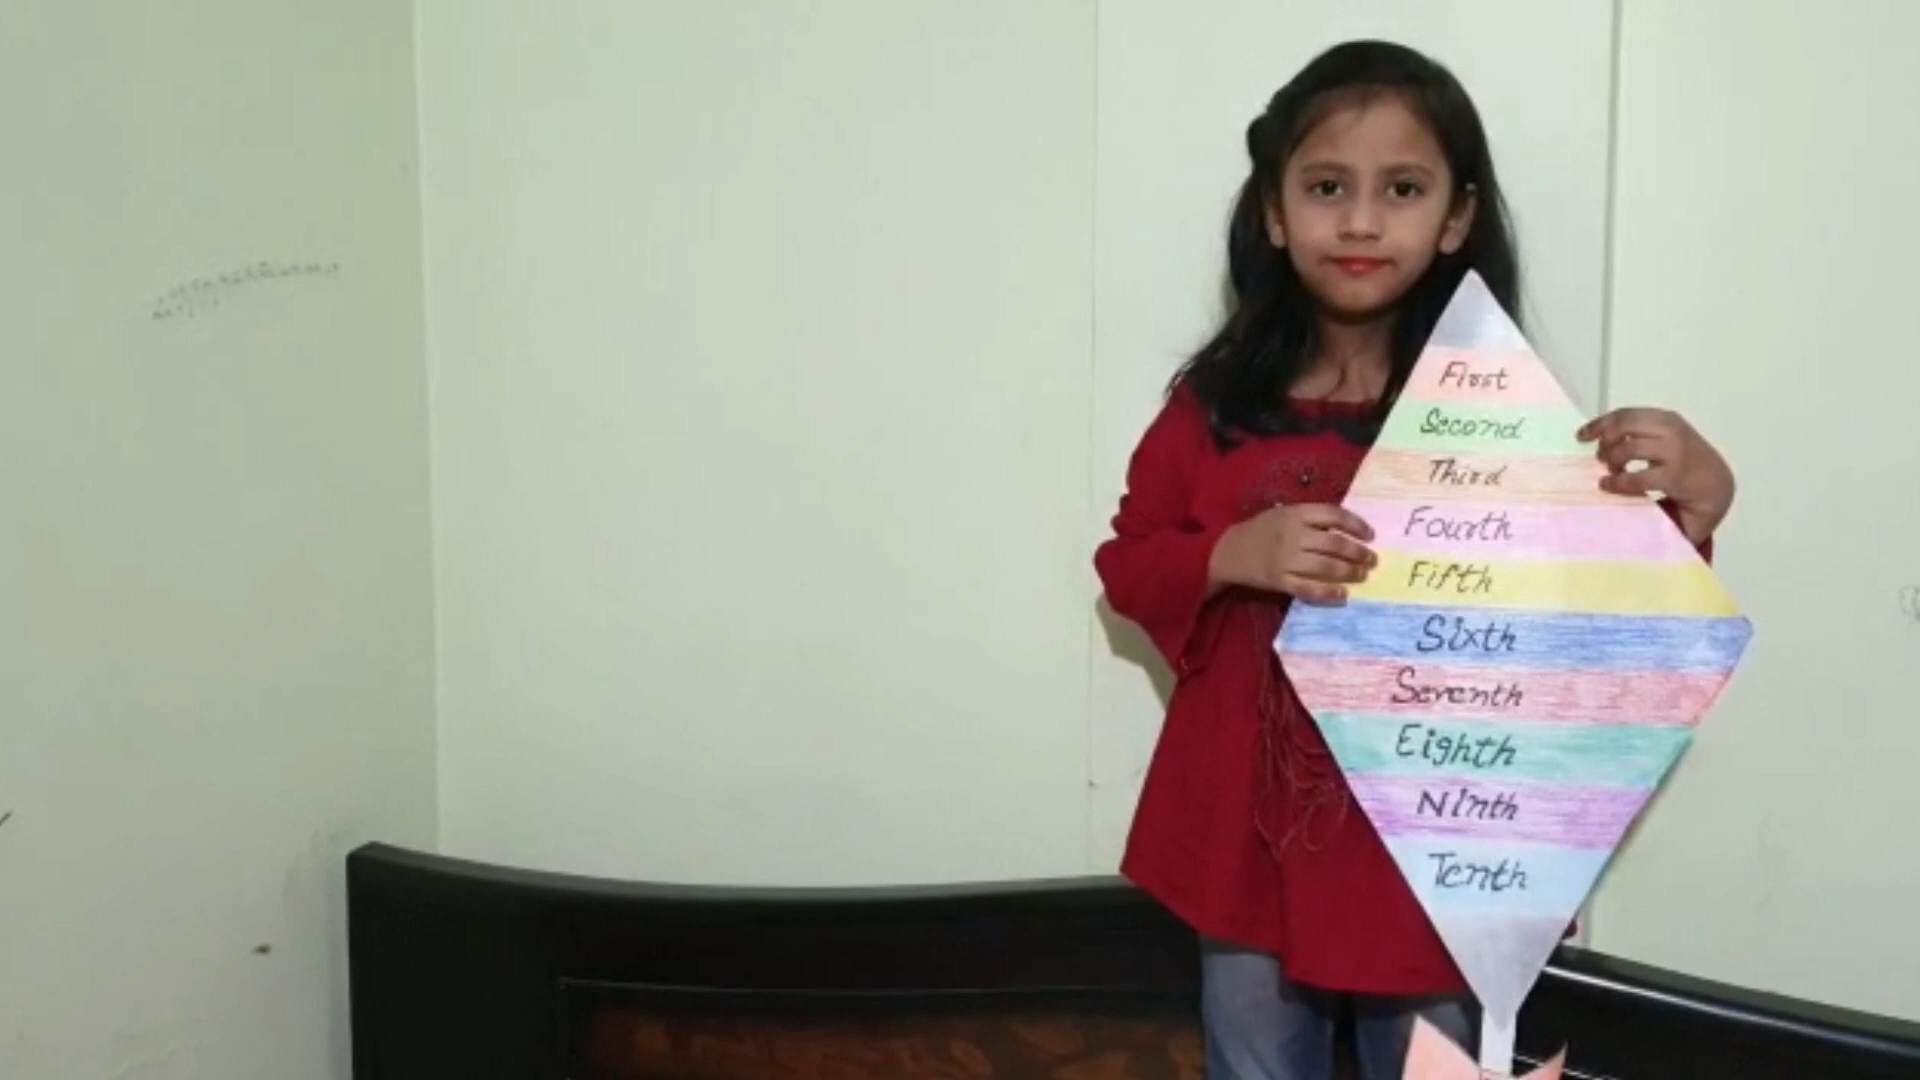 First
Second
Third
Fourth
Fifth
Sixth
Seventh
Eighth
Ninth
Tenth